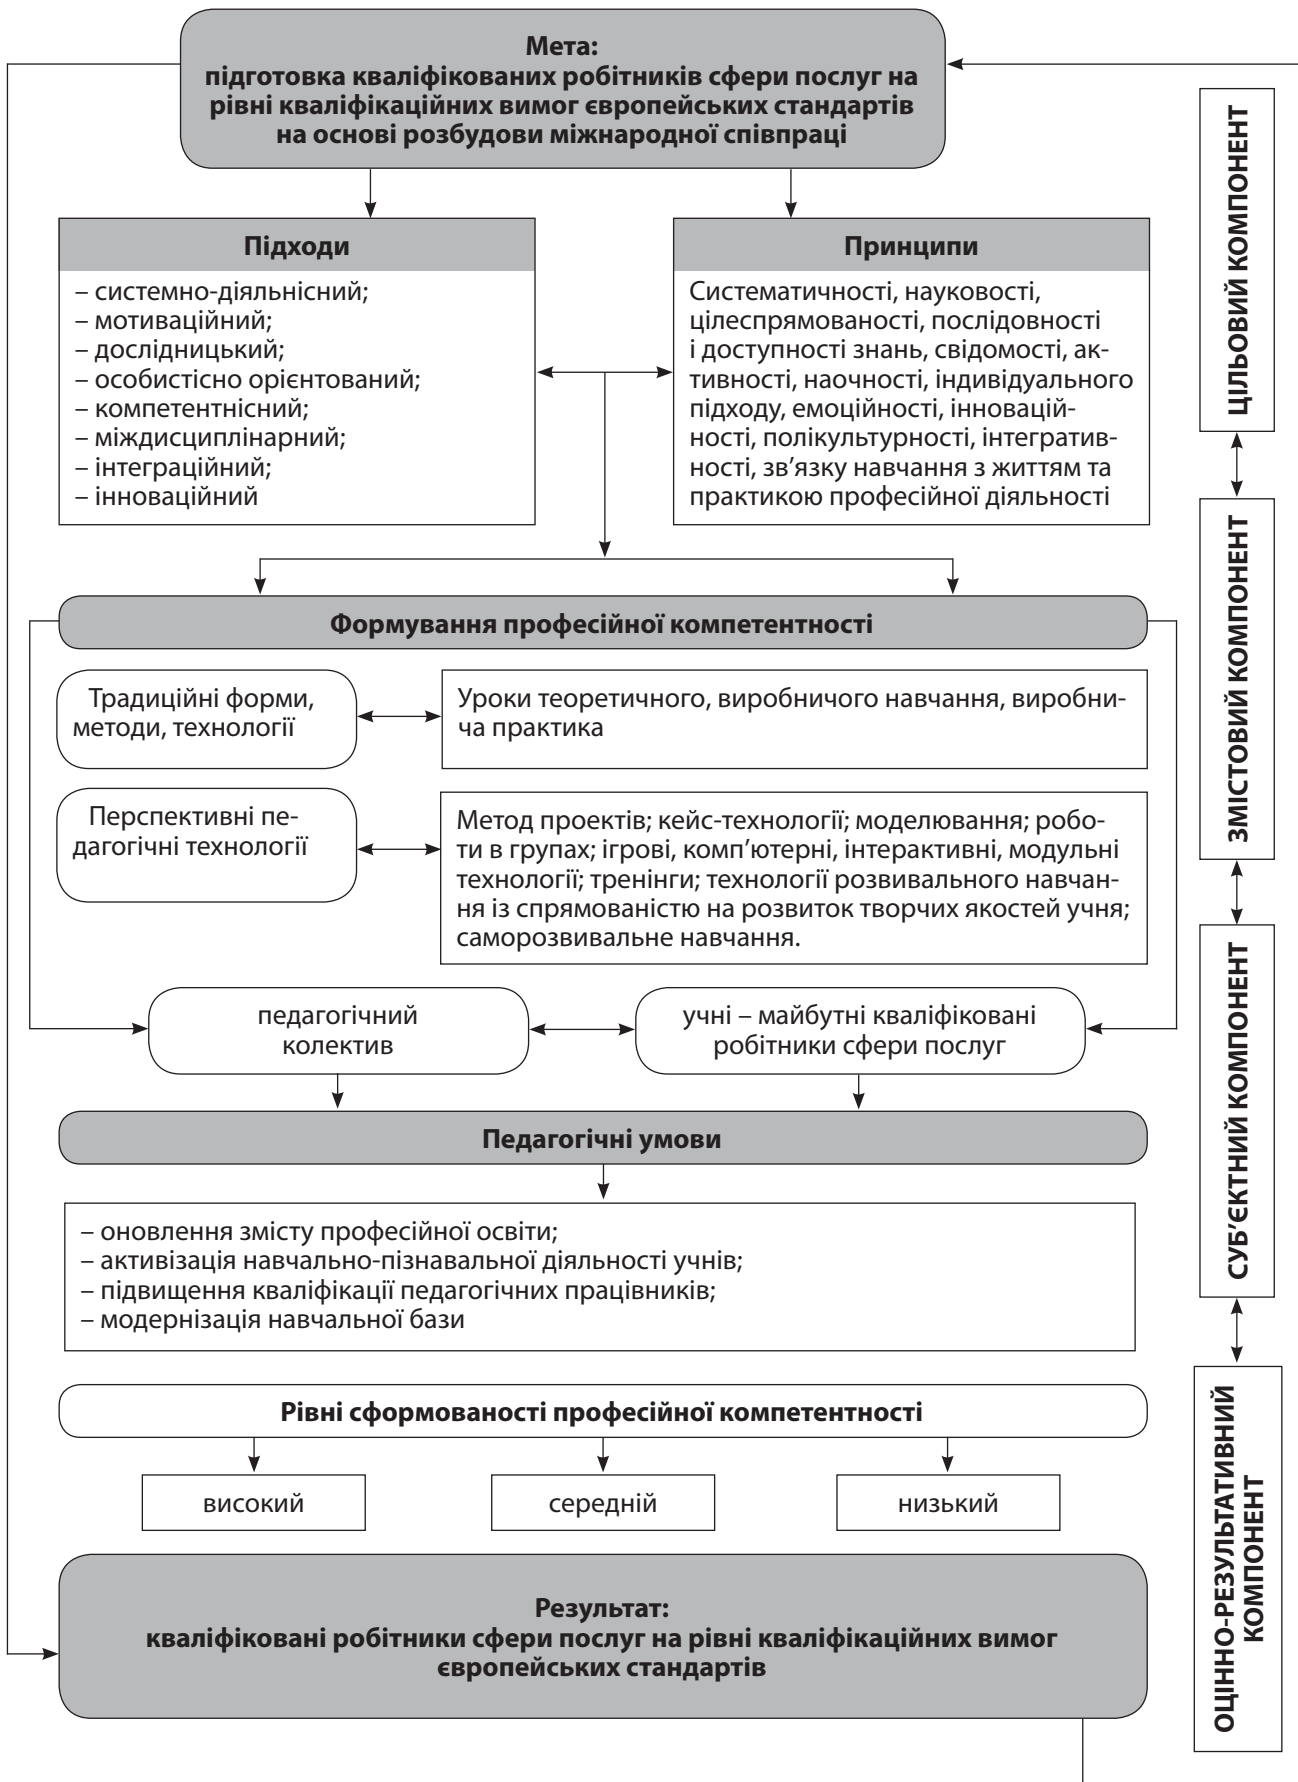 Мета:
підготовка кваліфікованих робітників сфери послуг на
рівні кваліфікаційних вимог європейських стандартів
на основі розбудови міжнародної співпраці
Підходи
– системно-діяльнісний;
– мотиваційний;
– дослідницький;
– особистісно орієнтований;
– компетентнісний;
– міждисциплінарний;
– інтеграційний;
– інноваційний
Принципи
Систематичності, науковості,
цілеспрямованості, послідовності
і доступності знань, свідомості, ак-
тивності, наочності, індивідуального
підходу, емоційності, інновацій-
ності, полікультурності, інтегратив-
ності, зв’язку навчання з життям та
практикою професійної діяльності
Формування професійної компетентності
Традиційні форми,
методи, технології
Уроки теоретичного, виробничого навчання, виробни-
ча практика
Перспективні пе-
дагогічні технології
Метод проектів; кейс-технології; моделювання; робо-
ти в групах; ігрові, комп’ютерні, інтерактивні, модульні
технології; тренінги; технології розвивального навчан-
ня із спрямованістю на розвиток творчих якостей учня;
саморозвивальне навчання.
педагогічний
колектив
учні – майбутні кваліфіковані
робітники сфери послуг
Педагогічні умови
– оновлення змісту професійної освіти;
– активізація навчально-пізнавальної діяльності учнів;
– підвищення кваліфікації педагогічних працівників;
– модернізація навчальної бази
Рівні сформованості професійної компетентності
високий
середній
низький
Результат:
кваліфіковані робітники сфери послуг на рівні кваліфікаційних вимог
європейських стандартів
ЦІЛЬОВИЙ КОМПОНЕНТ
ЗМІСТОВИЙ КОМПОНЕНТ
СУБ’ЄКТНИЙ КОМПОНЕНТ
ОЦІННО-РЕЗУЛЬТАТИВНИЙ
КОМПОНЕНТ